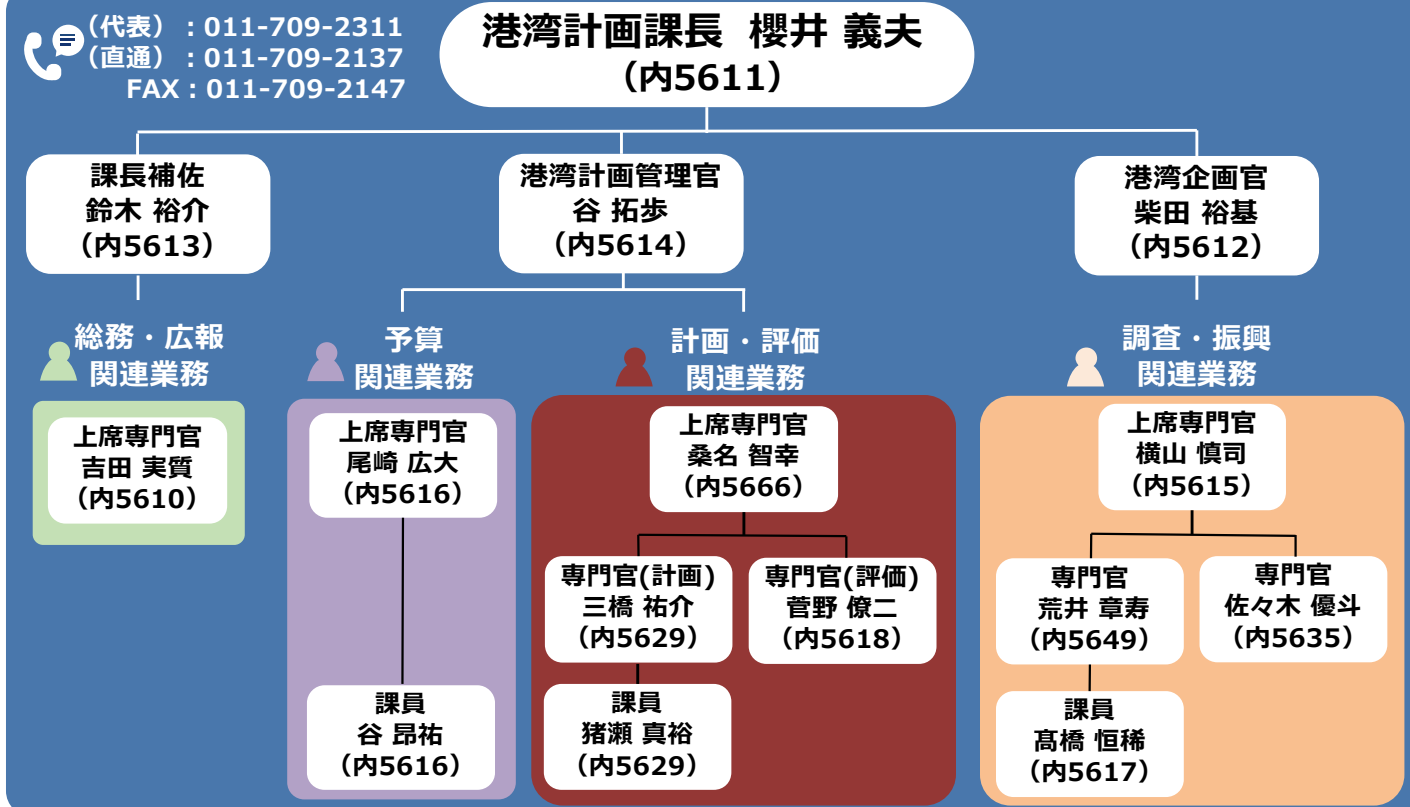 （代表）：011-709-2311
（直通）：011-709-2137
FAX：011-709-2147
港湾計画課長 櫻井 義夫
（内5611）
課長補佐
鈴木 裕介
（内5613）
港湾計画管理官
谷 拓歩
（内5614）
港湾企画官
柴田 裕基
（内5612）
総務・広報
関連業務
予算
関連業務
計画・評価
関連業務
調査・振興
関連業務
上席専門官
吉田 実質
（内5610）
上席専門官
尾崎 広大
（内5616）
課員
谷 昂祐
（内5616）
上席専門官
桑名 智幸
（内5666）
専門官(計画)
三橋 祐介
（内5629）
専門官(評価)
菅野 僚二
（内5618）
課員
猪瀬 真裕
（内5629）
上席専門官
横山 慎司
（内5615）
専門官
荒井 章寿
（内5649）
専門官
佐々木 優斗
（内5635）
課員
髙橋 恒稀
（内5617）